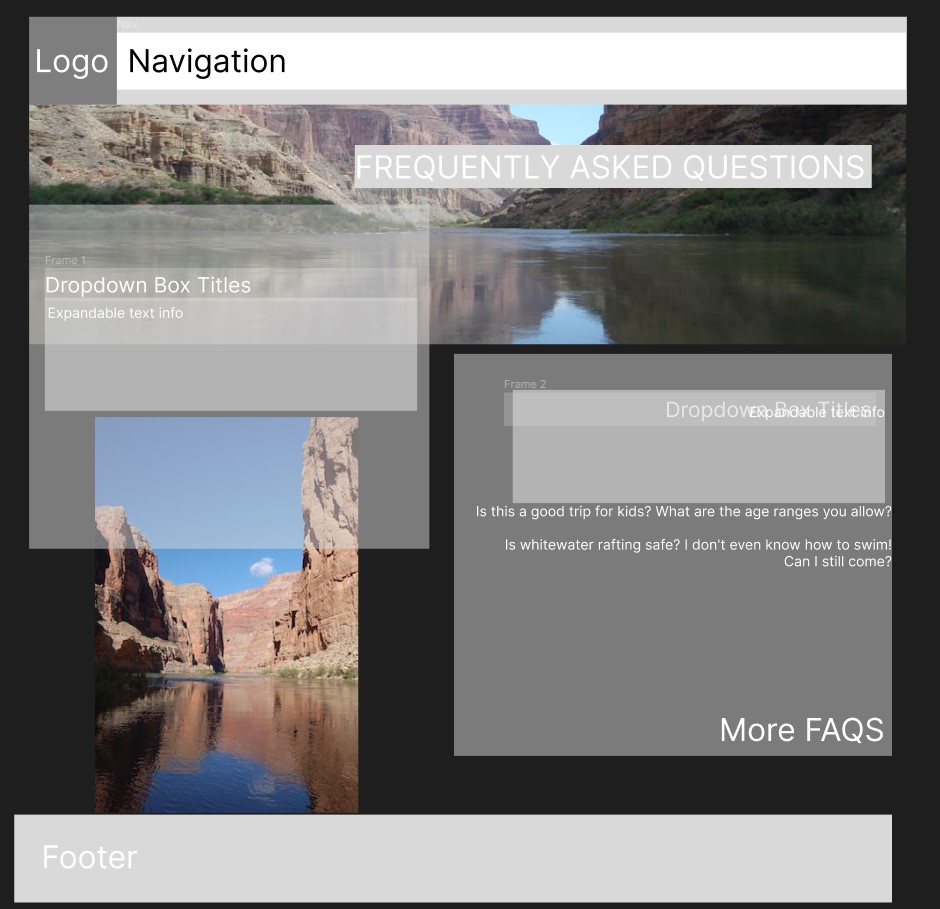 Nav
Logo
Navigation
FREQUENTLY ASKED QUESTIONS
Frame 1
Dropdown Box Titles
Expandable text info
Frame 2
Dropdown Box Titles
Expandable text info
Is this a good trip for kids? What are the age ranges you allow?
Is whitewater rafting safe? I don't even know how to swim!
Can I still come?
More FAQS
Footer